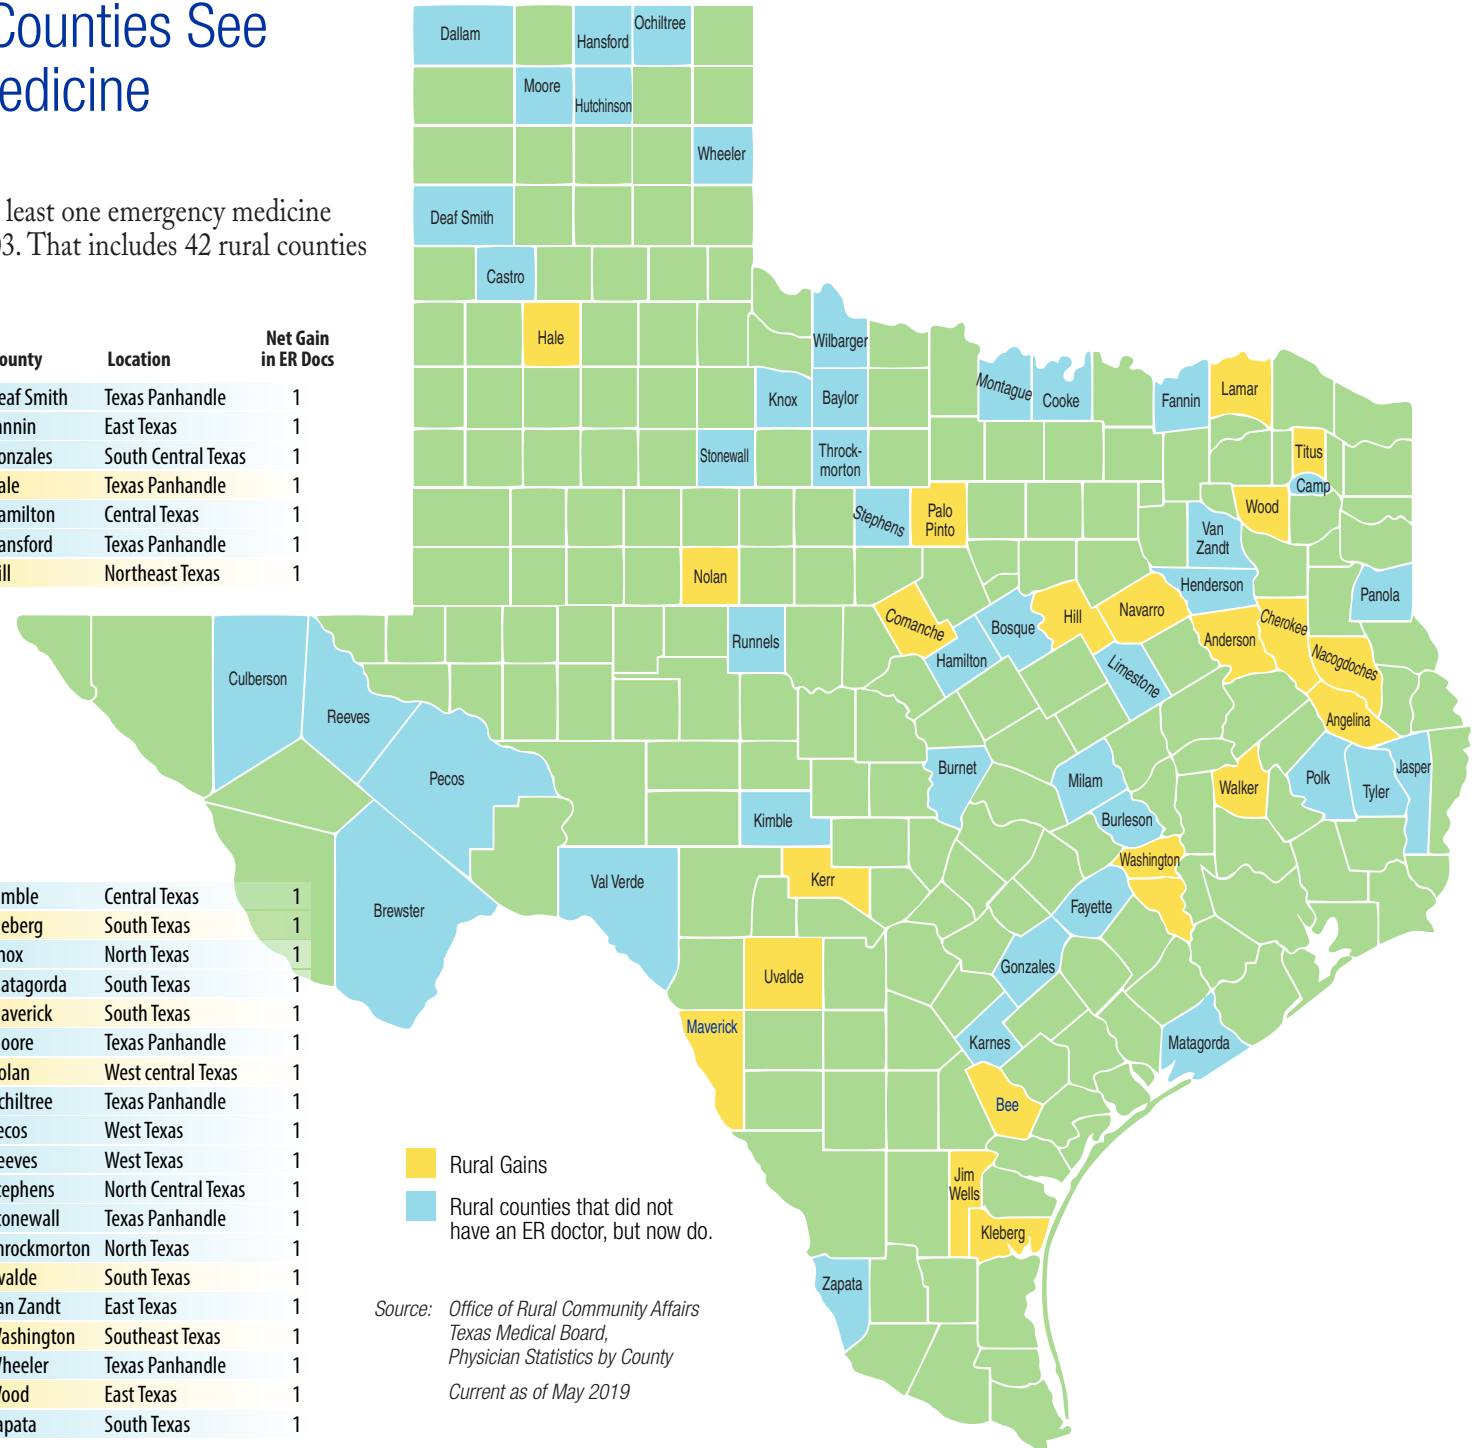 Counties See
edicine
least one emergency medicine
03. That includes 42 rural counties
ounty Location Net Gain in ER Docs
eaf Smith Texas Panhandle 1
annin East Texas 1
onzales South Central Texas 1
ale Texas Panhandle 1
amilton Central Texas 1
ansford Texas Panhandle 1
ill Northeast Texas 1
mble Central Texas 1
eberg South Texas 1
nox North Texas 1
atagorda South Texas 1
averick South Texas 1
oore Texas Panhandle 1
olan West central Texas 1
chiltree Texas Panhandle 1
ecos West Texas 1
eeves West Texas 1
tephens North Central Texas 1
tonewall Texas Panhandle 1
hrockmorton North Texas 1
valde South Texas 1
an Zandt East Texas 1
Washington Southeast Texas 1
Wheeler Texas Panhandle 1
Wood East Texas 1
apata South Texas 1
Dallam
Hansford
Ochiltree
Moore
Hutchinson
Wheeler
Deaf Smith
Castro
Hale
Wilbarger
Knox
Baylor
Montague
Cooke
Fannin
Lamar
Stonewall
Throck-
morton
Titus
Camp
Stephens
Palo
Pinto
Wood
Van
Zandt
Nolan
Henderson
Panola
Runnels
Comanche
Hamilton
Bosque
Hill
Navarro
Anderson
Cherokee
Nacogdoches
Limestone
Angelina
Culberson
Reeves
Pecos
Burnet
Milam
Walker
Polk
Tyler
Jasper
Kimble
Burleson
Washington
Kerr
Val Verde
Brewster
Fayette
Gonzales
Uvalde
Maverick
Karnes
Matagorda
Bee
Jim
Wells
Kleberg
Zapata
Rural Gains
Rural counties that did not
have an ER doctor, but now do.
Source: Office of Rural Community Affairs
Texas Medical Board,
Physician Statistics by County
Current as of May 2019